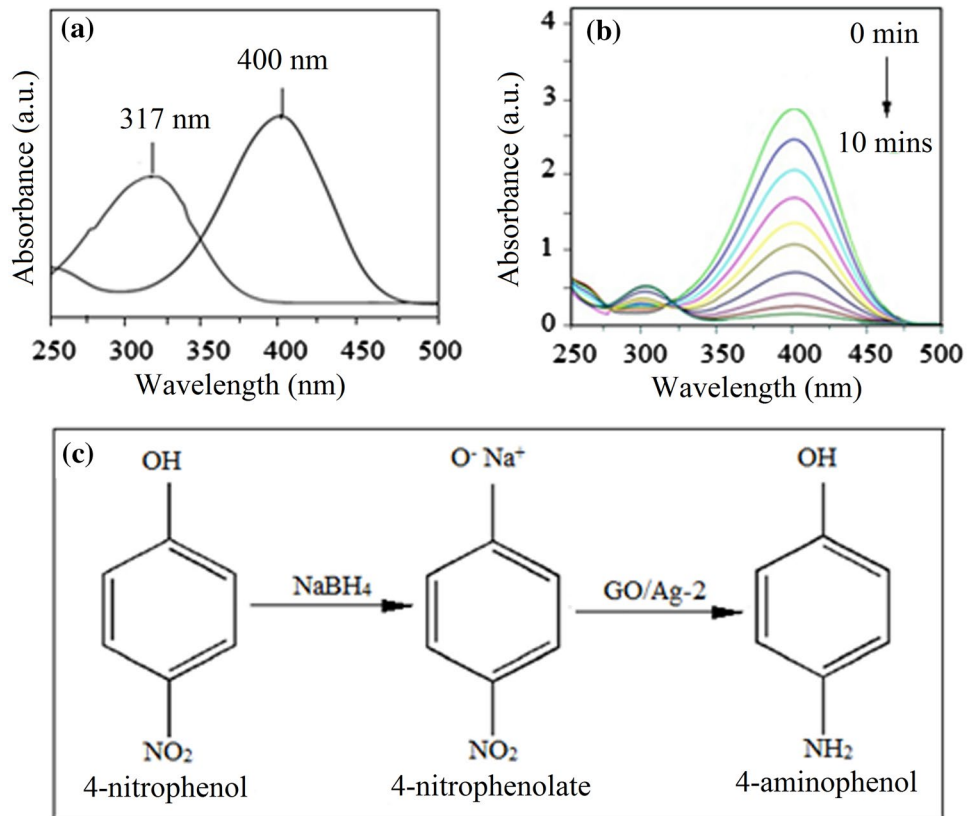 (a)
400 nm
317 nm
Absorbance (a.u.)
250 300 350 400 450 500
Wavelength (nm)
(b)
0 min
10 mins
Absorbance (a.u.)
4
3
2
1
0
250 300 350 400 450 500
Wavelength (nm)
(c)
OH
O- Na+
OH
NaBH4
GO/Ag-2
NO2
NO2
NH2
4-nitrophenol
4-nitrophenolate
4-aminophenol